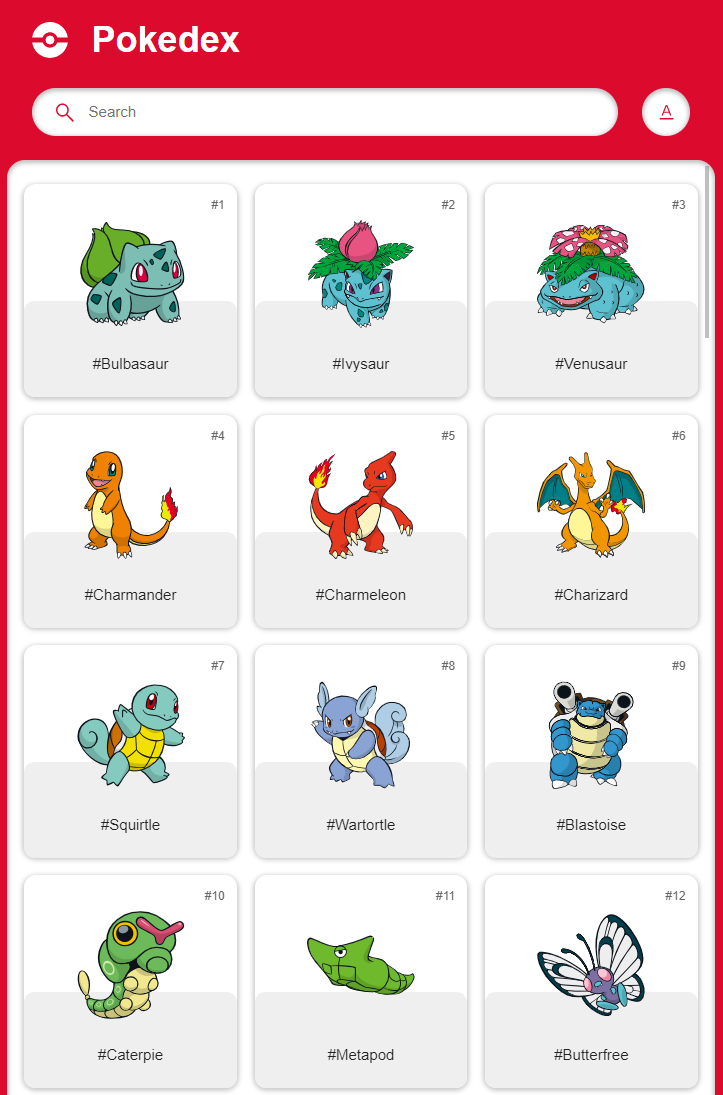 Pokedex
Search
A
#1
#2
#3
#Bulbasaur
#Ivysaur
#Venusaur
#4
#5
#6
#Charmander
#Charmeleon
#Charizard
#7
#8
#9
#Squirtle
#Wartortle
#Blastoise
#10
#11
#12
#Caterpie
#Metapod
#Butterfree